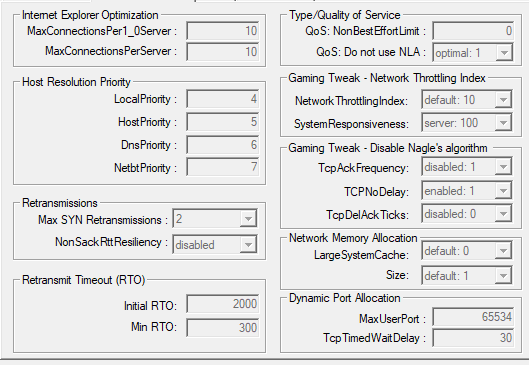 Internet Explorer Optimization
MaxConnectionsPer1_0Server : 10
MaxConnectionsPerServer : 10
Host Resolution Priority
LocalPriority : 4
HostPriority : 5
DnsPriority : 6
NetbtPriority : 7
Retransmissions
Max SYN Retransmissions : 2
NonSackRttResiliency : disabled
Retransmit Timeout (RTO)
Initial RTO: 2000
Min RTO: 300
Type/Quality of Service
QoS: NonBestEffortLimit : 0
QoS: Do not use NLA : optimal: 1
Gaming Tweak - Network Throttling Index
NetworkThrottlingIndex: default: 10
SystemResponsiveness: server: 100
Gaming Tweak - Disable Nagle's algorithm
TcpAckFrequency: disabled: 1
TCPNoDelay: enabled: 1
TcpDelAckTicks: disabled: 0
Network Memory Allocation
LargeSystemCache: default: 0
Size: default: 1
Dynamic Port Allocation
MaxUserPort : 65534
TcpTimedWaitDelay : 30